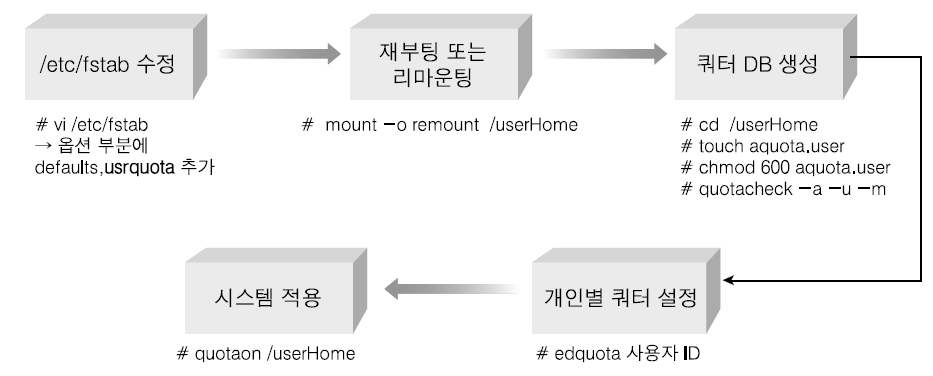 /etc/fstab 수정
# vi /etc/fstab
→ 옵션 부분에
defaults,usrquota 추가
재부팅 또는
리마운팅
# mount -o remount /userHome
쿼터 DB 생성
# cd /userHome
# touch aquota.user
# chmod 600 aquota.user
# quotacheck -a -u -m
개인별 쿼터 설정
# edquota 사용자 ID
시스템 적용
# quotaon /userHome